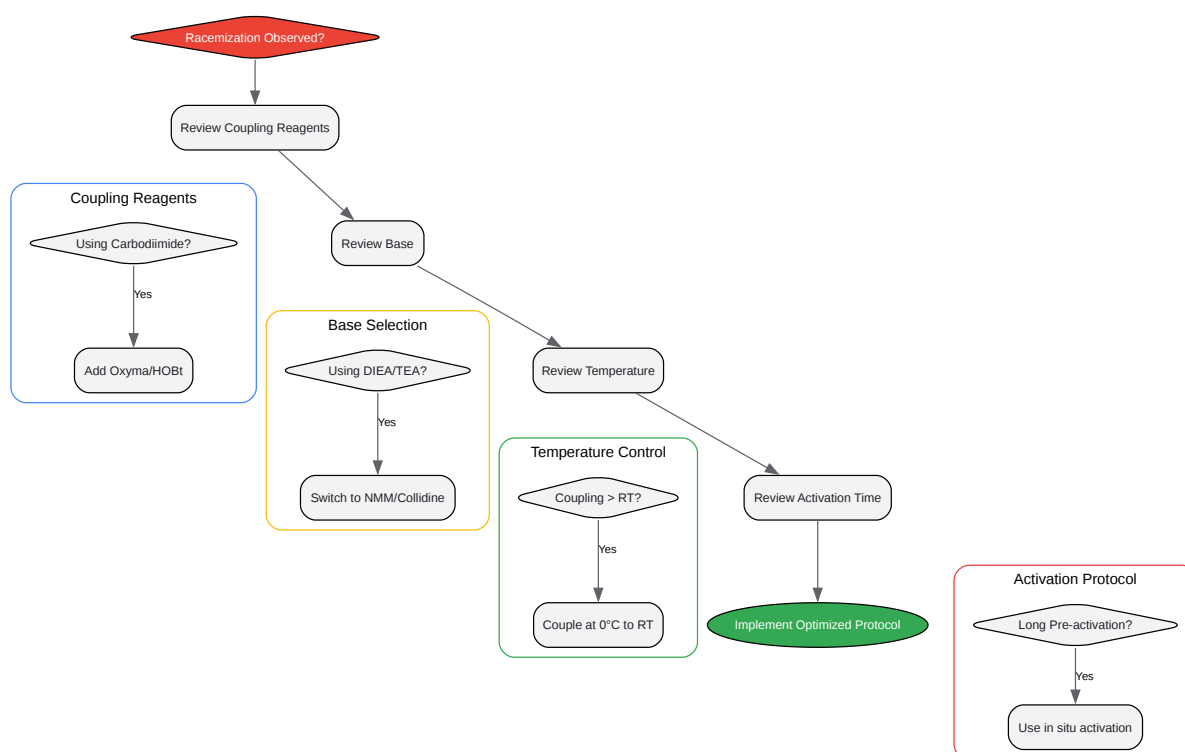 Racemization Observed?
Review Coupling Reagents
Coupling Reagents
Using Carbodiimide?
Yes
Add Oxyma/HOBt
Review Base
Base Selection
Using DIEA/TEA?
Yes
Switch to NMM/Collidine
Review Temperature
Temperature Control
Coupling > RT?
Yes
Couple at 0°C to RT
Review Activation Time
Implement Optimized Protocol
Activation Protocol
Long Pre-activation?
Yes
Use in situ activation